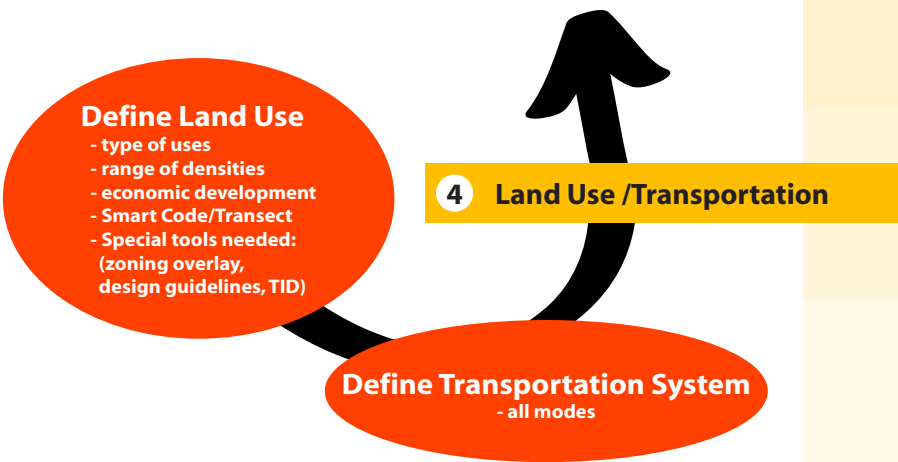 Define Land Use
- type of uses
- range of densities
- economic development
- Smart Code/Transect
- Special tools needed:
(zoning overlay,
design guidelines, TID)
4 Land Use /Transportation
Define Transportation System
- all modes